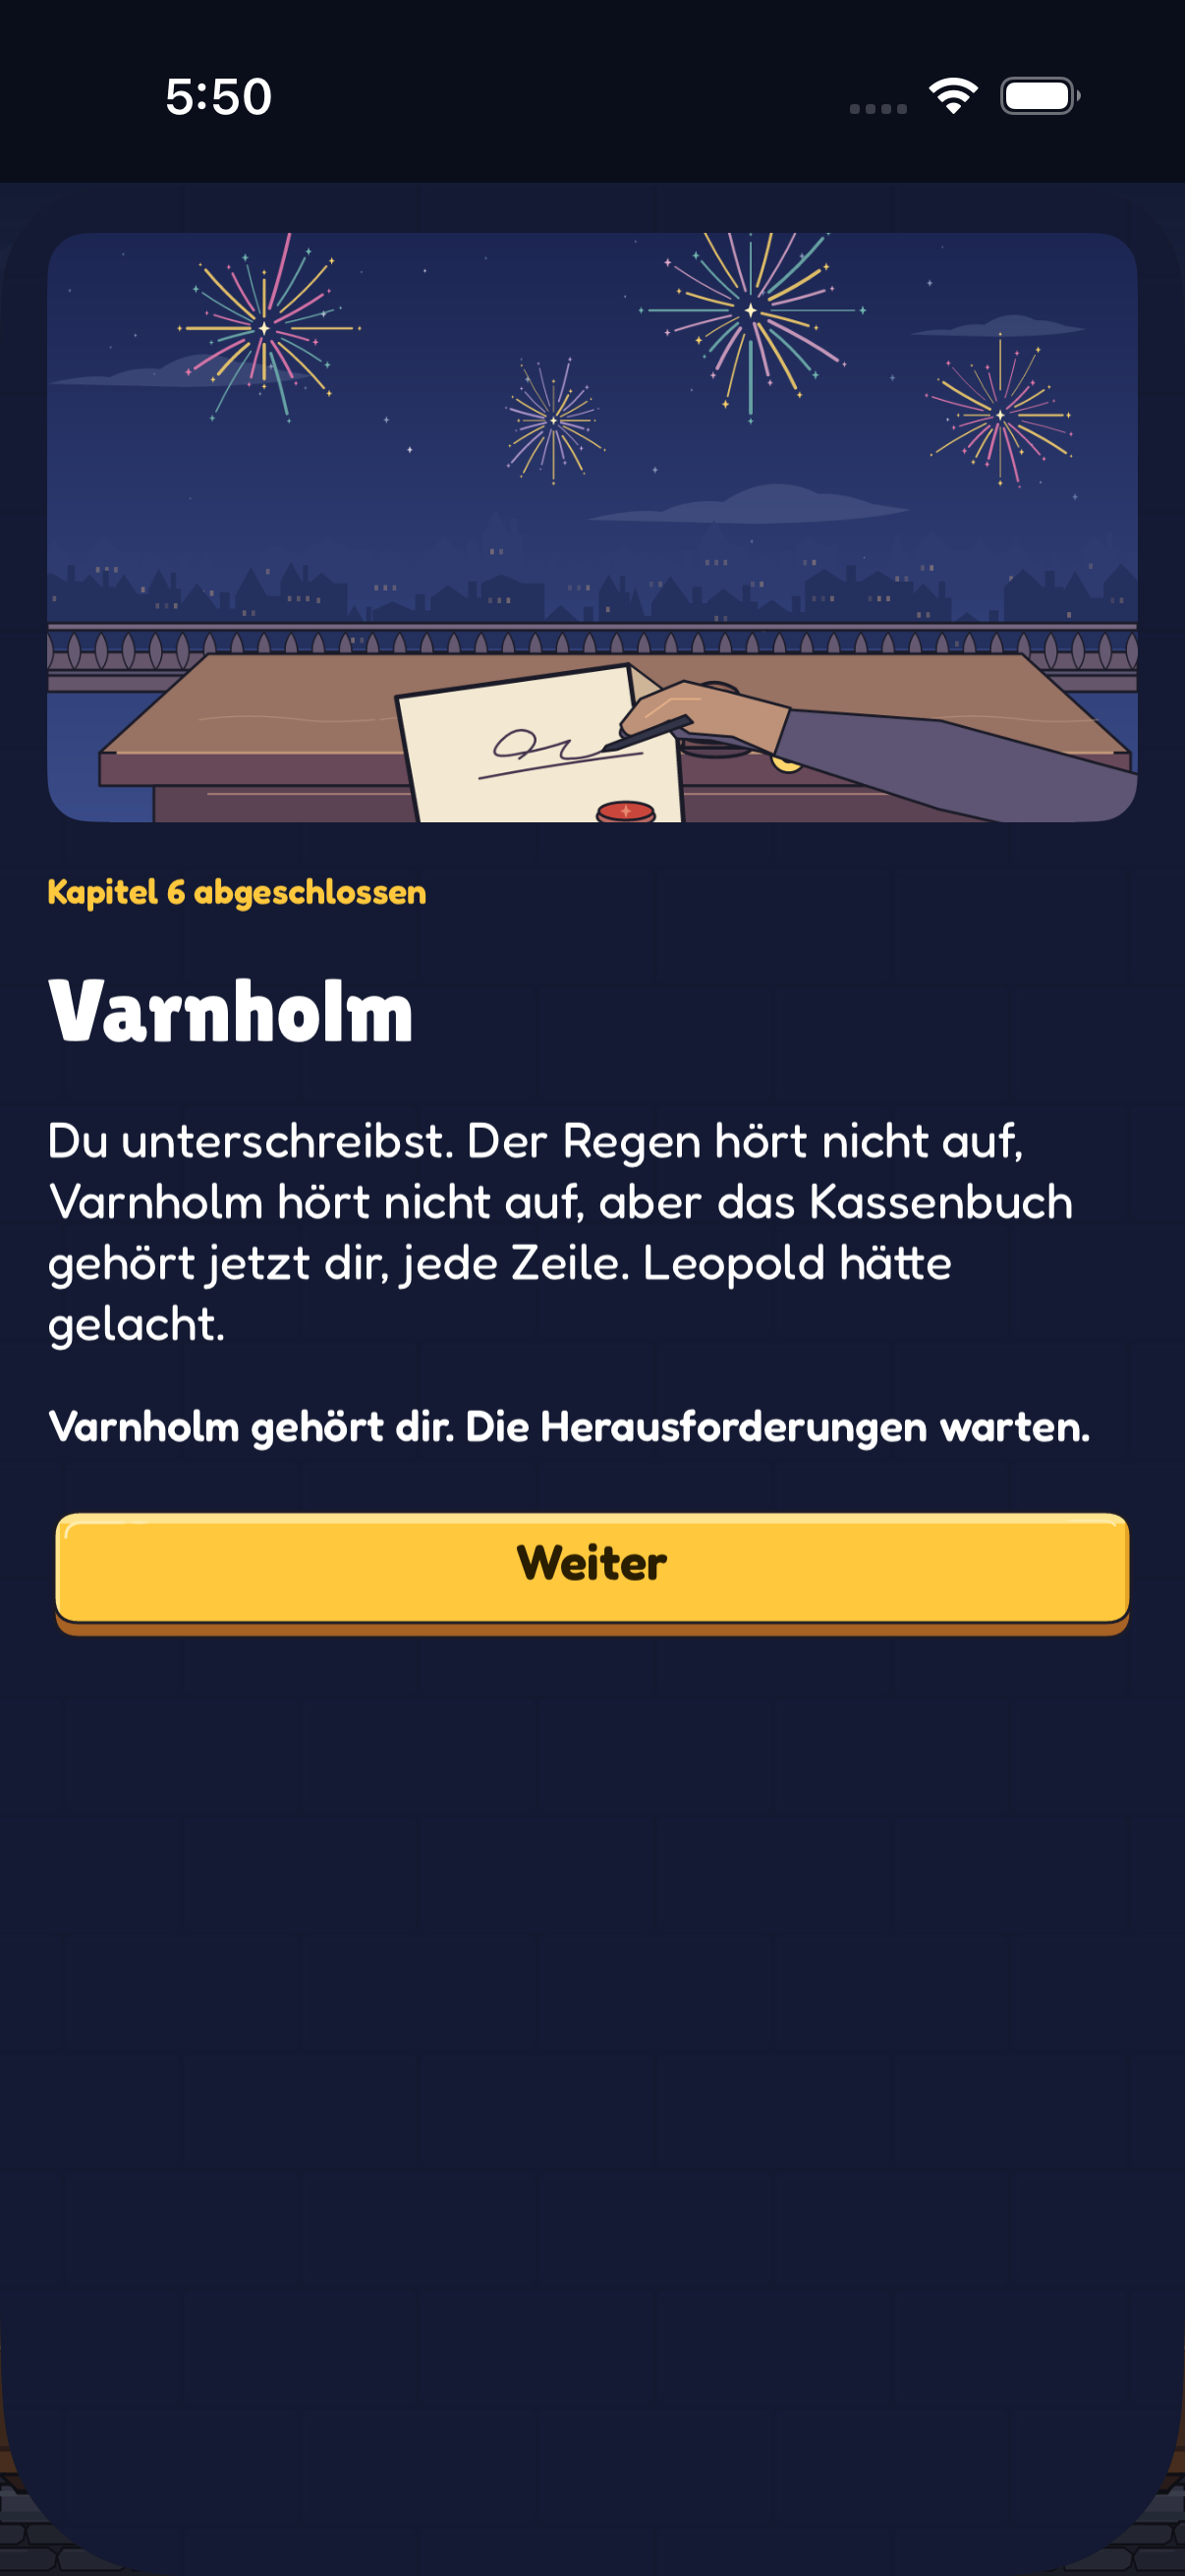 5:50
Kapitel 6 abgeschlossen
Varnholm
Du unterschreibst. Der Regen hört nicht auf,
Varnholm hört nicht auf, aber das Kassenbuch
gehört jetzt dir, jede Zeile. Leopold hätte
gelacht.
Varnholm gehört dir. Die Herausforderungen warten.
Weiter